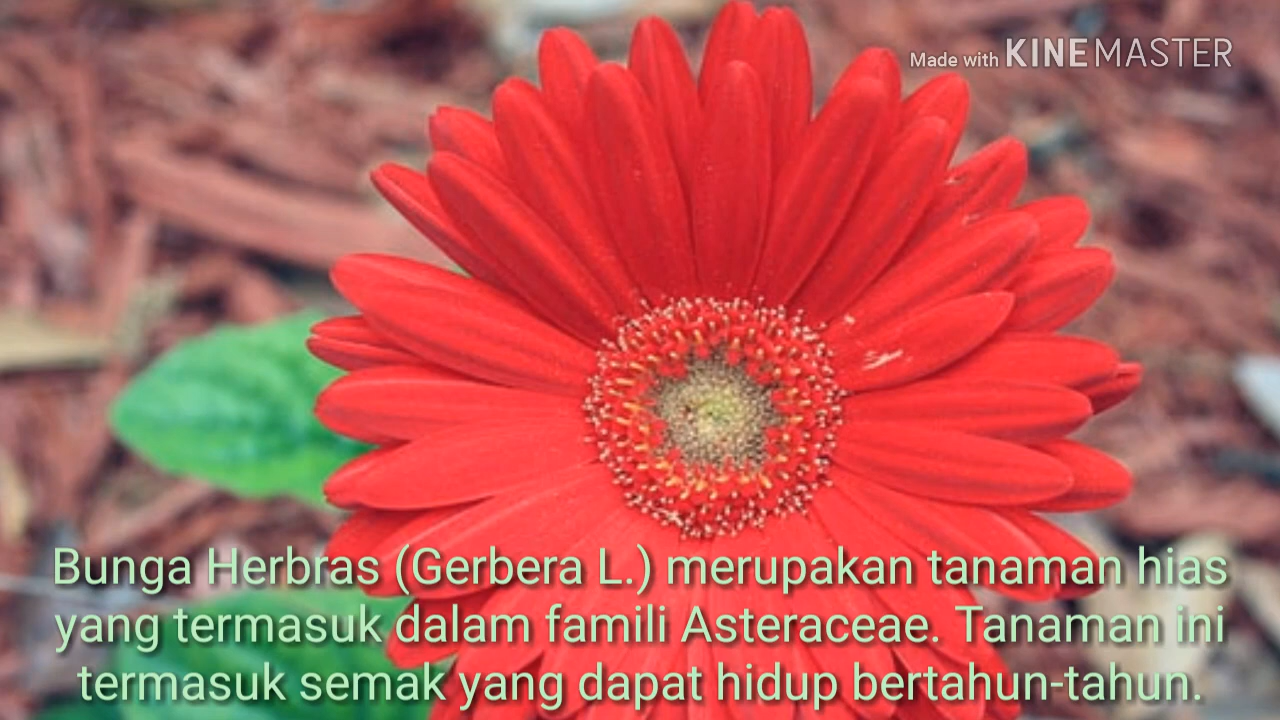 Made with KINEMASTER
Bunga Herbras (Gerbera L.) merupakan tanaman hias
yang termasuk dalam famili Asteraceae. Tanaman ini
termasuk semak yang dapat hidup bertahun-tahun.